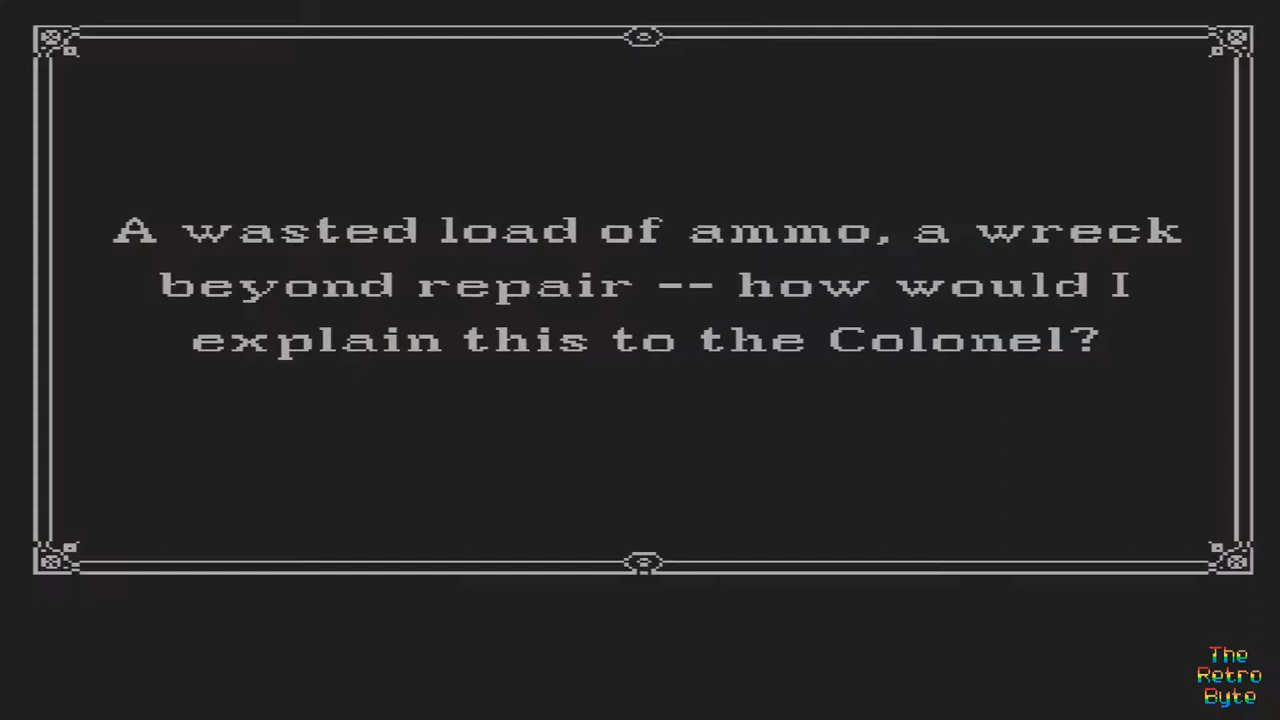 A wasted load of ammo, a wreck
beyond repair -- how would I
explain this to the Colonel?
The
Retro
Byte